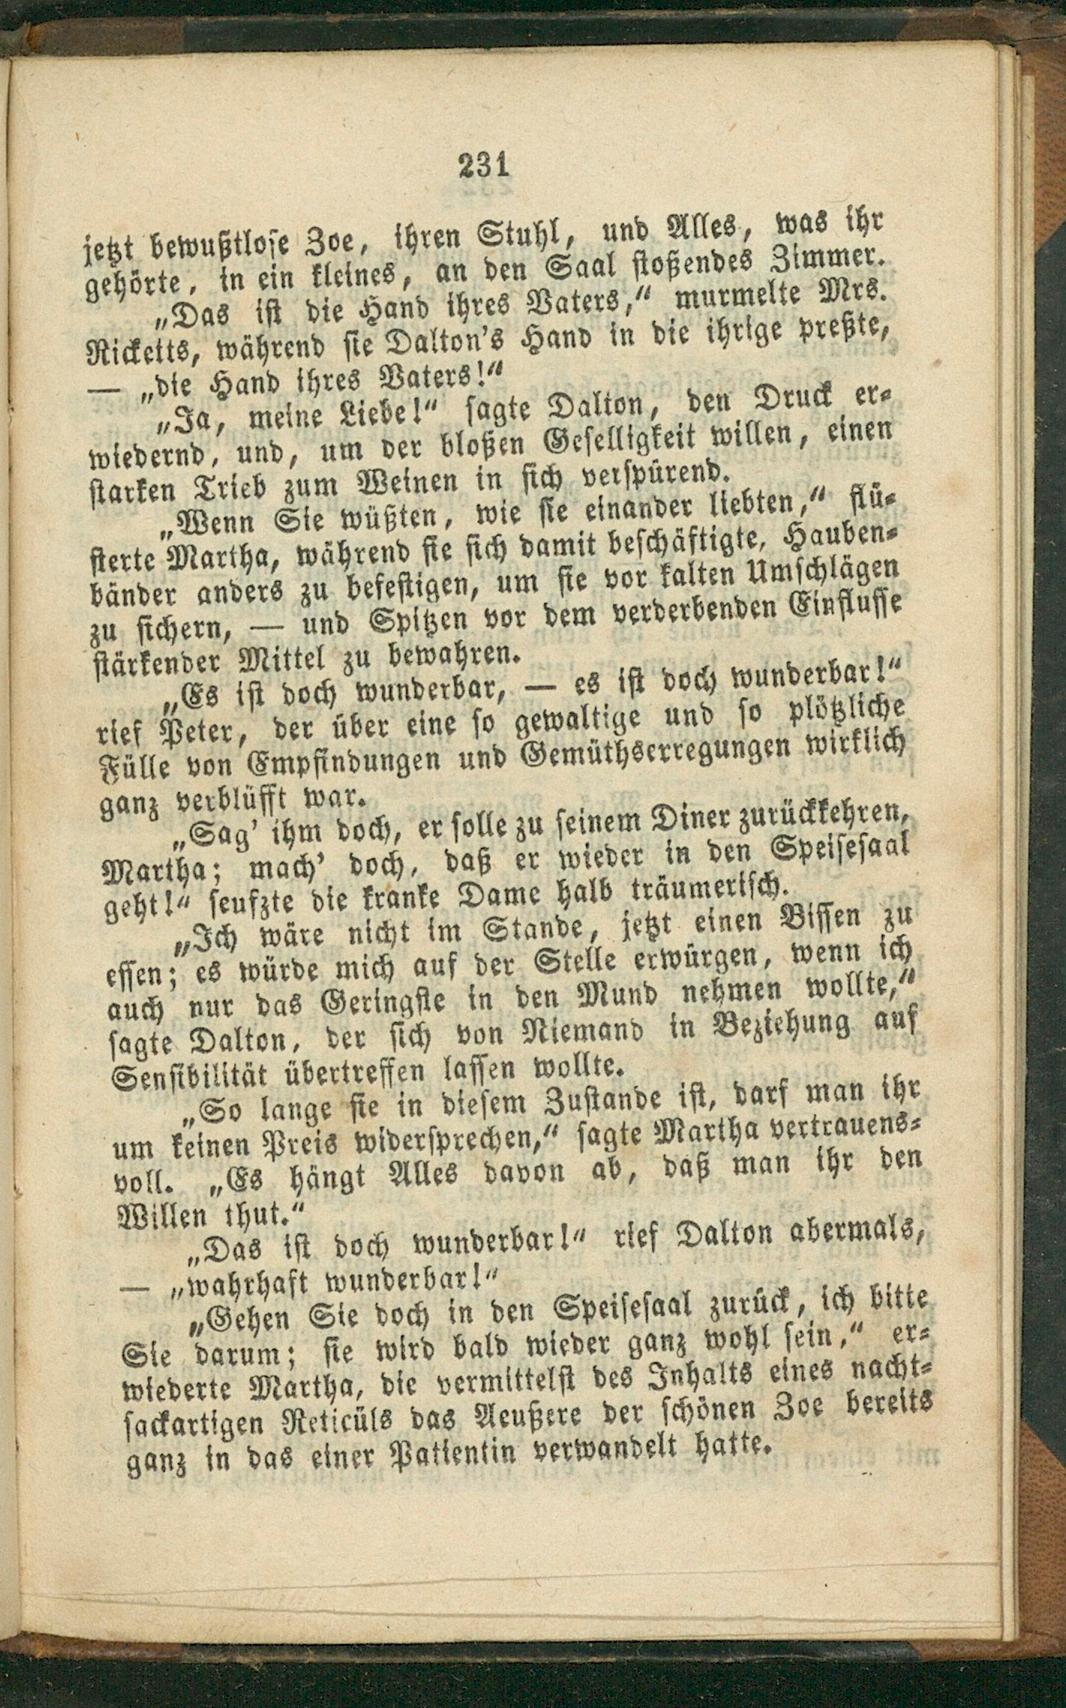 231
jetzt bewußtlose Zoe, ihren Stuhl, und Alles, was ihr
gehörte, in ein kleines, an den Saal stoßendes Zimmer.
„Das ist die Hand ihres Vaters,“ murmelte Mrs.
Ricketts, während sie Dalton's Hand in die ihrige preßte,
— „die Hand ihres Vaters!“
„Ja, meine Liebe!“ sagte Dalton, den Druck er-
wiedernd, und, um der bloßen Geselligkeit willen, einen
starken Trieb zum Weinen in sich verspürend.
„Wenn Sie wüßten, wie sie einander liebten,“ flü-
sterte Martha, während sie sich damit beschäftigte, Hauben-
bänder anders zu befestigen, um sie vor kalten Umschlägen
zu sichern, — und Spitzen vor dem verderbenden Einflusse
stärkender Mittel zu bewahren.
„Es ist doch wunderbar, — es ist doch wunderbar!“
rief Peter, der über eine so gewaltige und so plötzliche
Fülle von Empfindungen und Gemüthserregungen wirklich
ganz verblüfft war.
„Sag' ihm doch, er solle zu seinem Diner zurückkehren,
Martha; mach' doch, daß er wieder in den Speisesaal
geht!“ seufzte die kranke Dame halb träumerisch.
„Ich wäre nicht im Stande, jetzt einen Bissen zu
essen; es würde mich auf der Stelle erwürgen, wenn ich
auch nur das Geringste in den Mund nehmen wollte,“
sagte Dalton, der sich von Niemand in Beziehung auf
Sensibilität übertreffen lassen wollte.
„So lange sie in diesem Zustande ist, darf man ihr
um keinen Preis widersprechen,“ sagte Martha vertrauens-
voll. „Es hängt Alles davon ab, daß man ihr den
Willen thut.“
„Das ist doch wunderbar!“ rief Dalton abermals,
— „wahrhaft wunderbar!“
„Gehen Sie doch in den Speisesaal zurück, ich bitte
Sie darum; sie wird bald wieder ganz wohl sein,“ er-
wiederte Martha, die vermittelst des Inhalts eines nacht-
sackartigen Reticüls das Aeußere der schönen Zoe bereits
ganz in das einer Patientin verwandelt hatte.